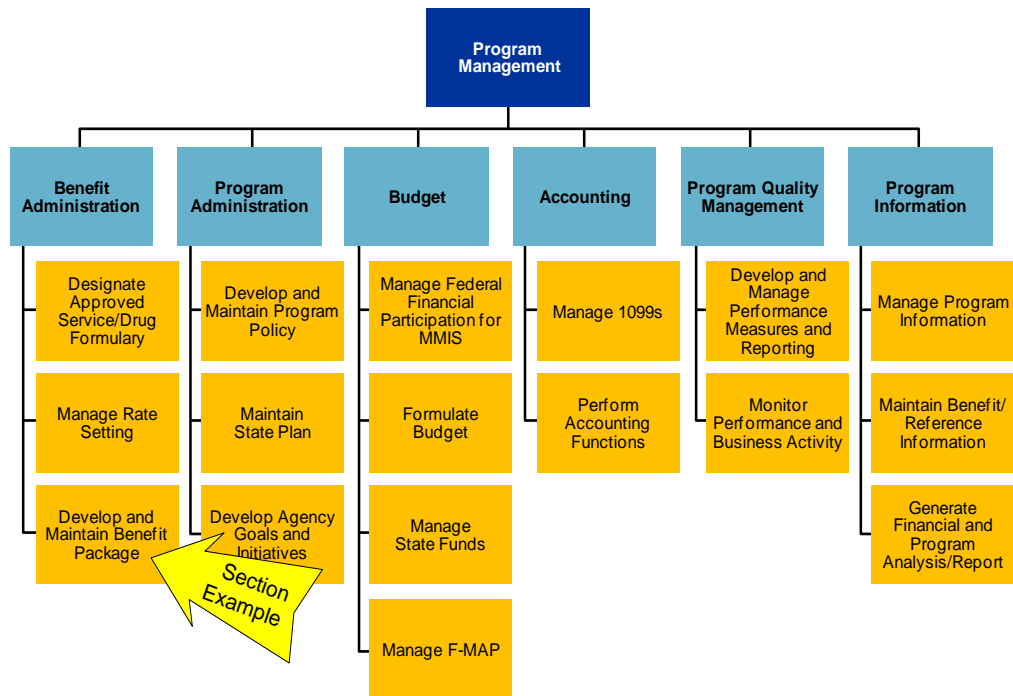 Program
Management
Benefit
Administration
Program
Administration
Budget
Accounting
Program Quality
Management
Program
Information
Designate
Approved
Service/Drug
Formulary
Manage Rate
Setting
Develop and
Maintain Benefit
Package
Develop and
Maintain Program
Policy
Maintain
State Plan
Develop Agency
Goals and
Initiatives
Section
Example
Manage Federal
Financial
Participation for
MMIS
Formulate
Budget
Manage
State Funds
Manage F-MAP
Manage 1099s
Perform
Accounting
Functions
Develop and
Manage
Performance
Measures and
Reporting
Monitor
Performance and
Business Activity
Manage Program
Information
Maintain Benefit/
Reference
Information
Generate
Financial and
Program
Analysis/Report